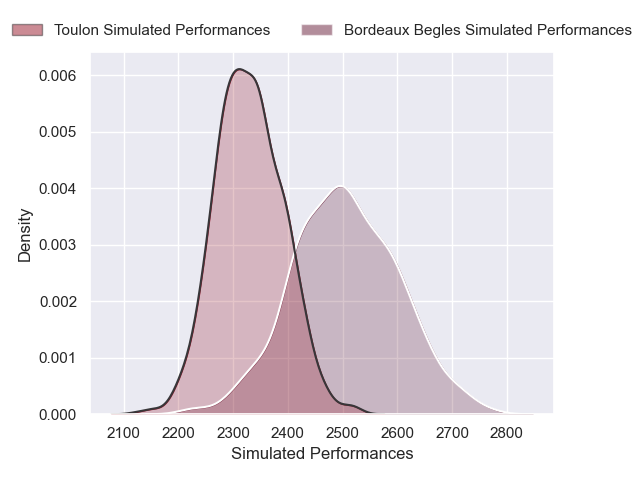 Toulon Simulated Performances
Bordeaux Begles Simulated Performances
0.006
0.005
0.004
0.003
0.002
0.001
0.000
Density
2100 2200 2300 2400 2500 2600 2700 2800
Simulated Performances